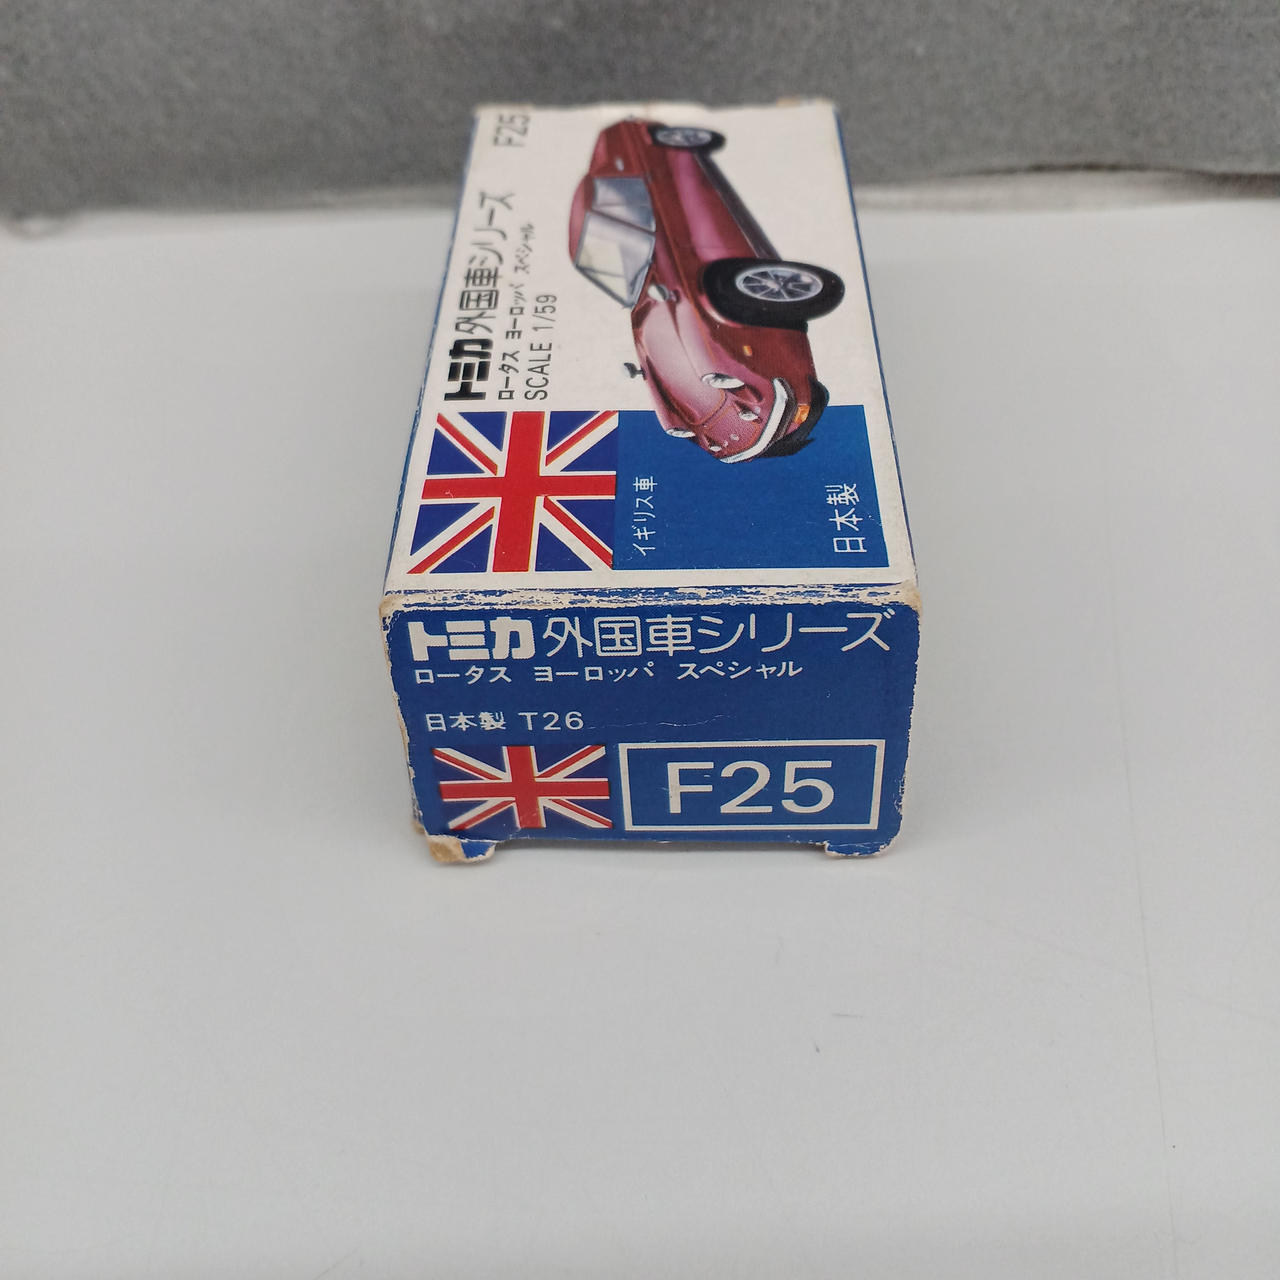 トミカ外国車シリーズ F25
ロータス ヨーロッパ スペシャル
SCALE 1/59
イギリス車
日本製
トミカ外国車シリーズ
ロータス ヨーロッパ スペシャル
日本製 T26
F25